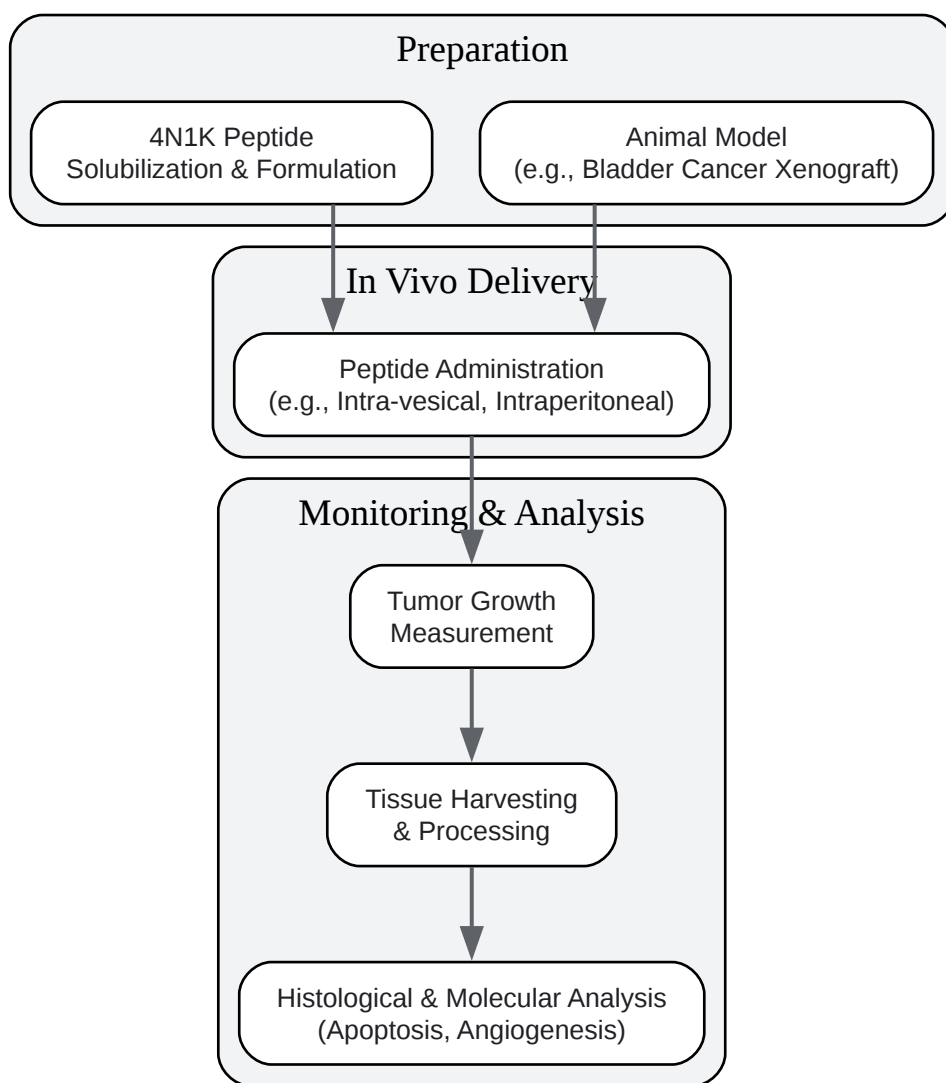 Preparation
4N1K Peptide
Solubilization & Formulation
Animal Model
(e.g., Bladder Cancer Xenograft)
In Vivo Delivery
Peptide Administration
(e.g., Intra-vesical, Intraperitoneal)
Monitoring & Analysis
Tumor Growth
Measurement
Tissue Harvesting
& Processing
Histological & Molecular Analysis
(Apoptosis, Angiogenesis)